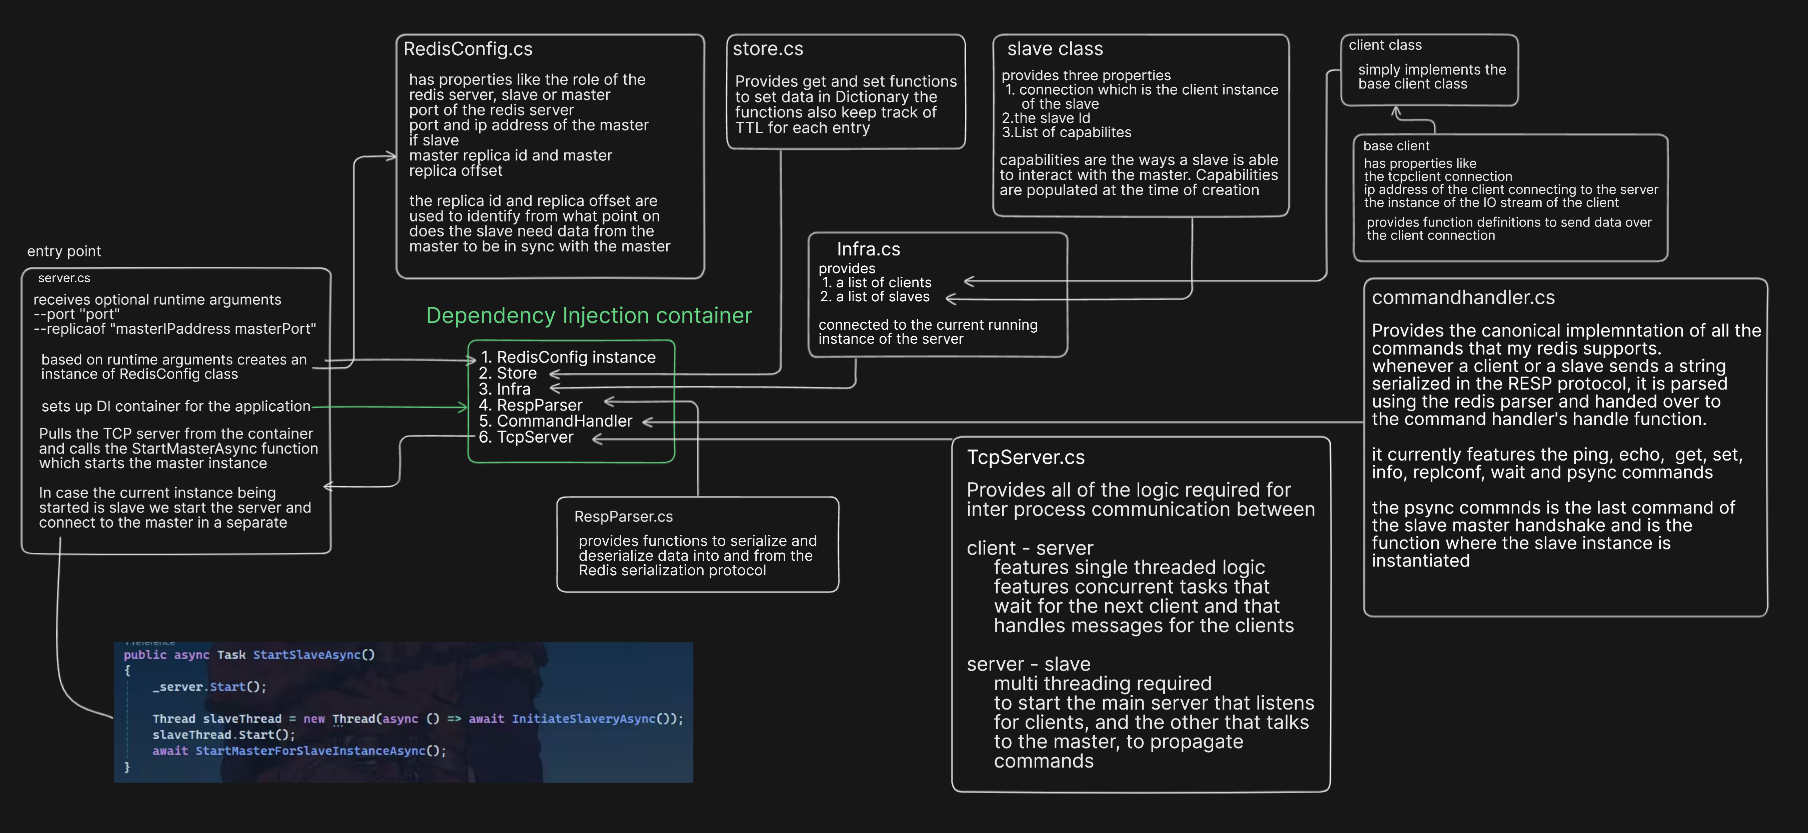 RedisConfig.cs
has properties like the role of the
redis server, slave or master
port of the redis server
port and ip address of the master
if slave
master replica id and master
replica offset
the replica id and replica offset are
used to identify from what point on
does the slave need data from the
master to be in sync with the master
store.cs
Provides get and set functions
to set data in Dictionary the
functions also keep track of
TTL for each entry
slave class
provides three properties
1. connection which is the client instance
of the slave
2.the slave Id
3.List of capabilites
capabilities are the ways a slave is able
to interact with the master. Capabilities
are populated at the time of creation
client class
simply implements the
base client class
base client
has properties like
the tcpclient connection
ip address of the client connecting to the server
the instance of the IO stream of the client
provides function definitions to send data over
the client connection
Infra.cs
provides
1. a list of clients
2. a list of slaves
connected to the current running
instance of the server
entry point
server.cs
receives optional runtime arguments
--port "port"
--replicaof "masterIPaddress masterPort"
based on runtime arguments creates an
instance of RedisConfig class
sets up DI container for the application
Pulls the TCP server from the container
and calls the StartMasterAsync function
which starts the master instance
In case the current instance being
started is slave we start the server and
connect to the master in a separate
Dependency Injection container
1. RedisConfig instance
2. Store
3. Infra
4. RespParser
5. CommandHandler
6. TcpServer
commandhandler.cs
Provides the canonical implemntation of all the
commands that my redis supports.
whenever a client or a slave sends a string
serialized in the RESP protocol, it is parsed
using the redis parser and handed over to
the command handler's handle function.
it currently features the ping, echo, get, set,
info, replconf, wait and psync commands
the psync commnds is the last command of
the slave master handshake and is the
function where the slave instance is
instantiated
RespParser.cs
provides functions to serialize and
deserialize data into and from the
Redis serialization protocol
TcpServer.cs
Provides all of the logic required for
inter process communication between
client - server
features single threaded logic
features concurrent tasks that
wait for the next client and that
handles messages for the clients
server - slave
multi threading required
to start the main server that listens
for clients, and the other that talks
to the master, to propagate
commands
public async Task StartSlaveAsync()
{
_server.Start();
Thread slaveThread = new Thread(async () => await InitiateSlaveryAsync());
slaveThread.Start();
await StartMasterForSlaveInstanceAsync();
}